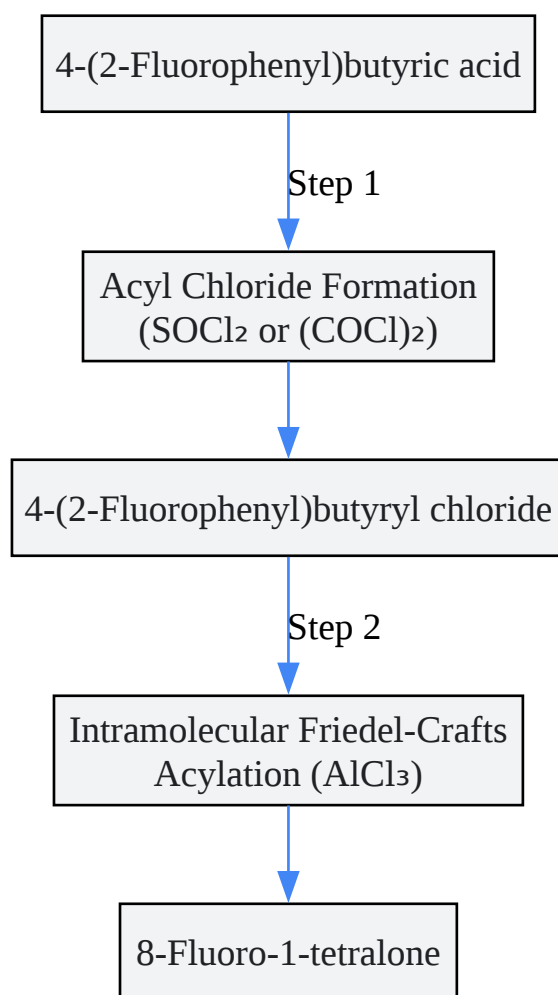 4-(2-Fluorophenyl)butyric acid
Step 1
Acyl Chloride Formation
(SOCl₂ or (COCl)₂)
4-(2-Fluorophenyl)butyryl chloride
Step 2
Intramolecular Friedel-Crafts
Acylation (AlCl₃)
8-Fluoro-1-tetralone